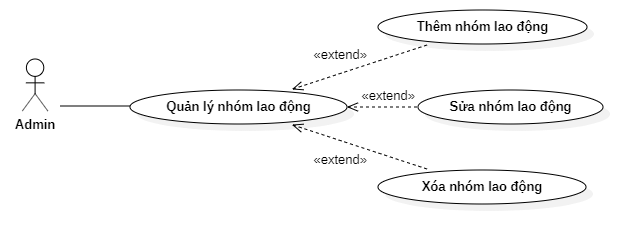 Thêm nhóm lao động
«extend»
Quản lý nhóm lao động
«extend»
Sửa nhóm lao động
Admin
«extend»
Xóa nhóm lao động